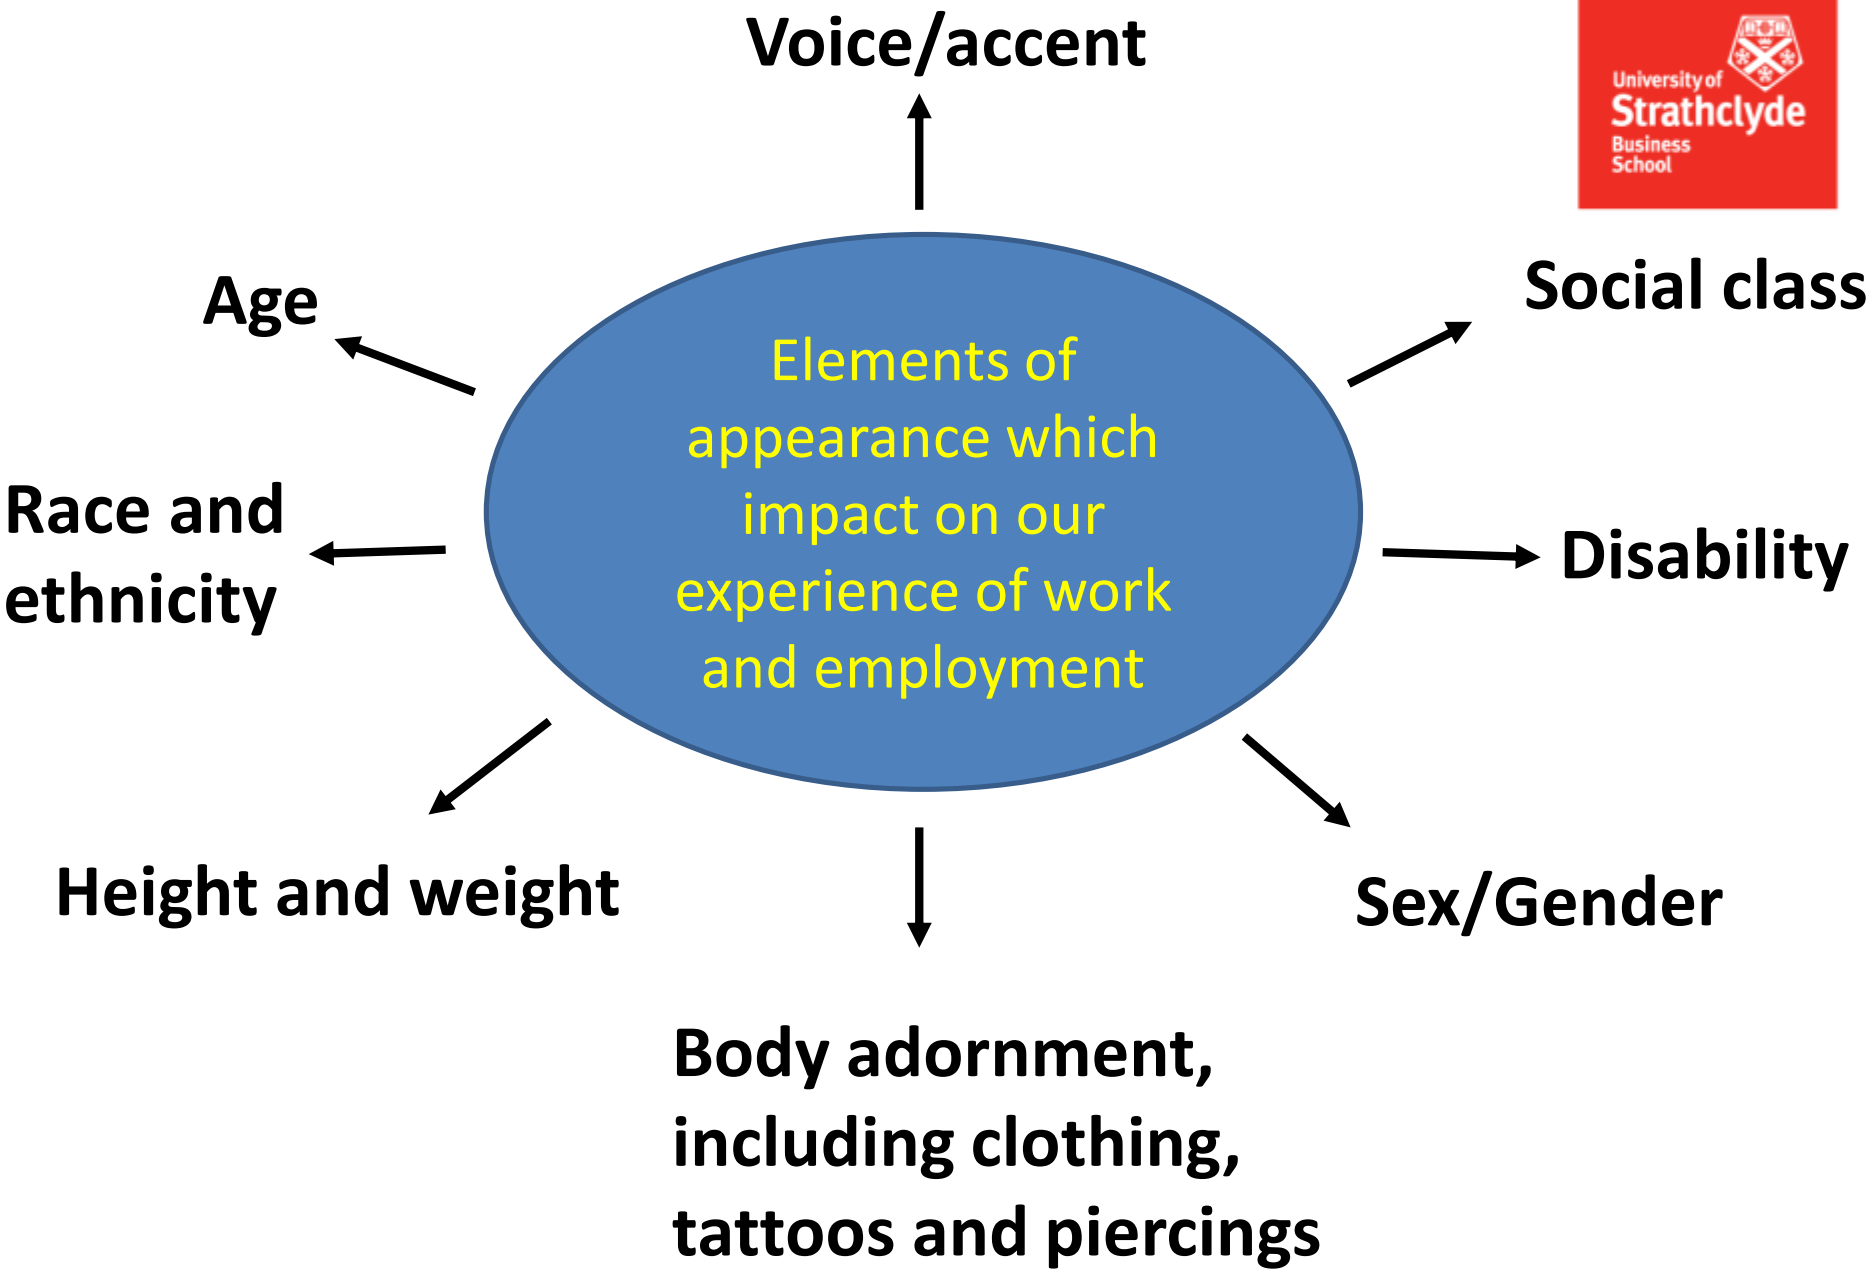 Voice/accent
University of
Strathclyde
Business
School
Social class
Age
Elements of
appearance which
impact on our
experience of work
and employment
Race and
ethnicity
Disability
Height and weight
Sex/Gender
Body adornment,
including clothing,
tattoos and piercings